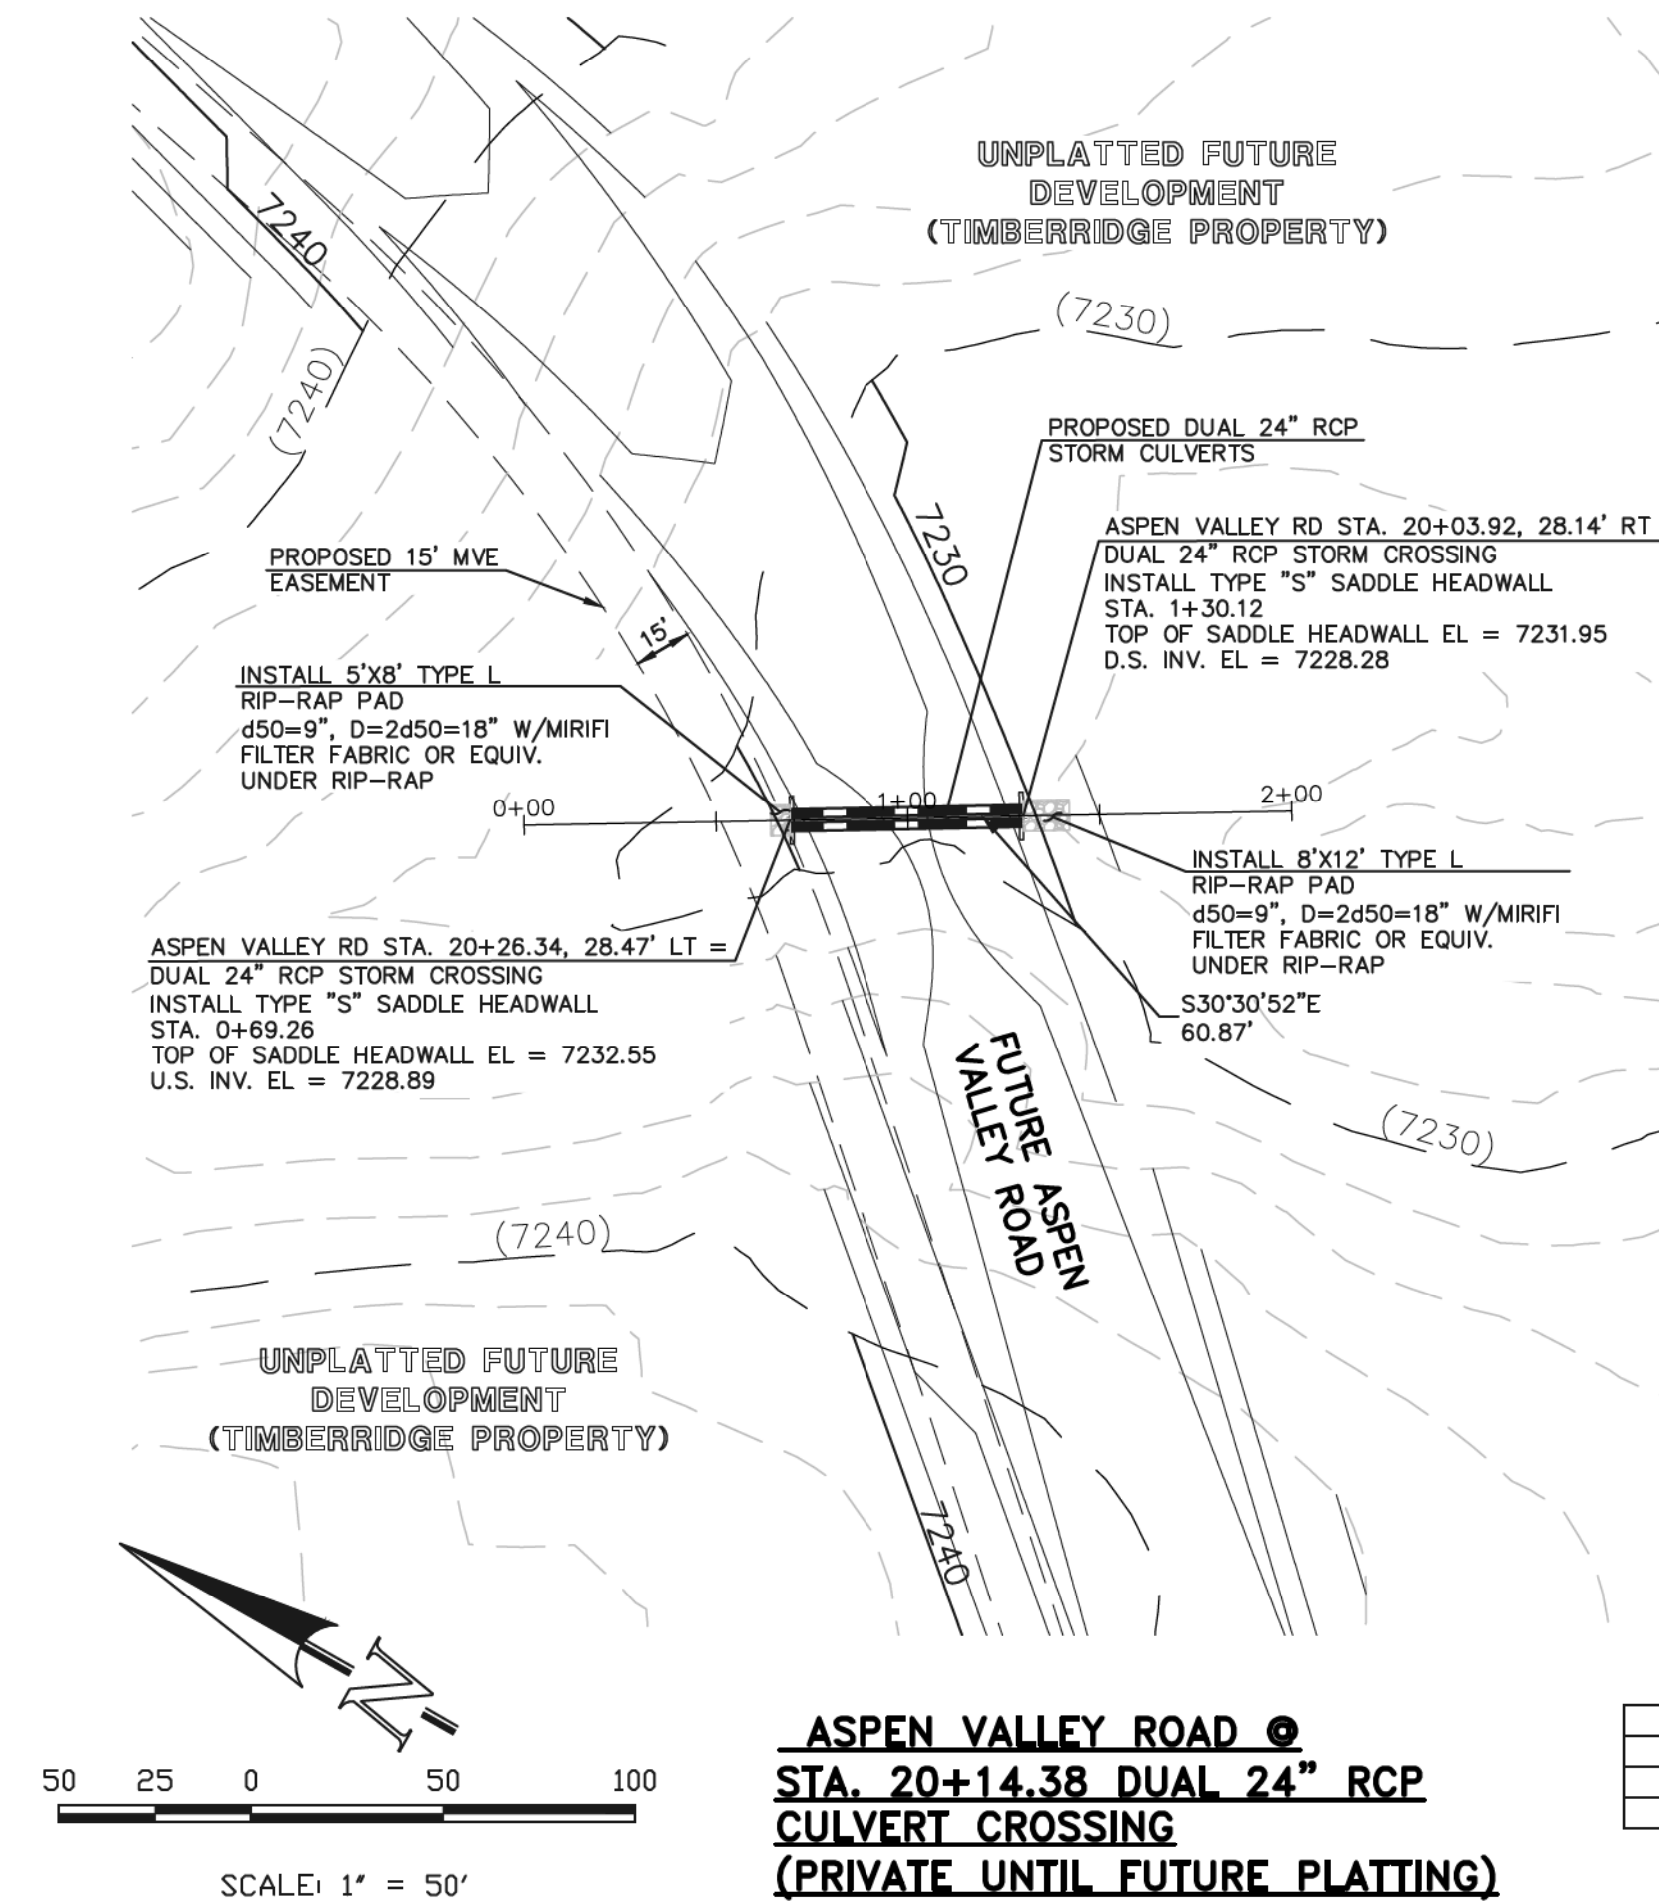 UNPLATTED FUTURE
DEVELOPMENT
(TIMBERRIDGE PROPERTY)
7240
(7240)
(7230)
PROPOSED DUAL 24" RCP
STORM CULVERTS
7230
ASPEN VALLEY RD STA. 20+03.92, 28.14' RT
DUAL 24" RCP STORM CROSSING
INSTALL TYPE "S" SADDLE HEADWALL
STA. 1+30.12
TOP OF SADDLE HEADWALL EL = 7231.95
D.S. INV. EL = 7228.28
PROPOSED 15' MVE
EASEMENT
15'
INSTALL 5'X8' TYPE L
RIP-RAP PAD
d50=9", D=2d50=18" W/MIRIFI
FILTER FABRIC OR EQUIV.
UNDER RIP-RAP
0+00
1+00
2+00
INSTALL 8'X12' TYPE L
RIP-RAP PAD
d50=9", D=2d50=18" W/MIRIFI
FILTER FABRIC OR EQUIV.
UNDER RIP-RAP
ASPEN VALLEY RD STA. 20+26.34, 28.47' LT =
DUAL 24" RCP STORM CROSSING
INSTALL TYPE "S" SADDLE HEADWALL
STA. 0+69.26
TOP OF SADDLE HEADWALL EL = 7232.55
U.S. INV. EL = 7228.89
S30°30'52"E
60.87'
FUTURE ASPEN
VALLEY ROAD
(7230)
(7240)
UNPLATTED FUTURE
DEVELOPMENT
(TIMBERRIDGE PROPERTY)
7240
N
50 25 0 50 100
SCALE: 1" = 50'
ASPEN VALLEY ROAD @
STA. 20+14.38 DUAL 24" RCP
CULVERT CROSSING
(PRIVATE UNTIL FUTURE PLATTING)